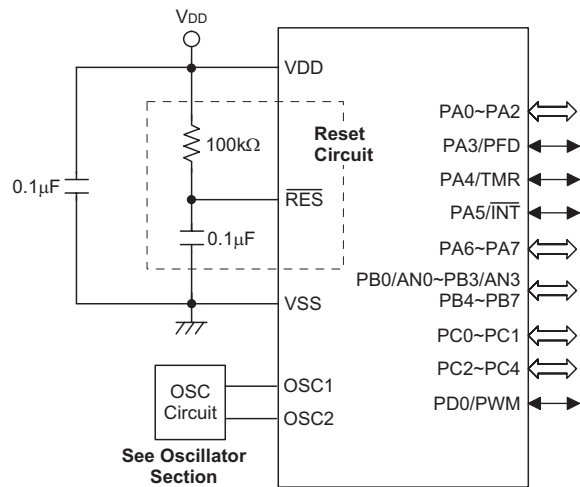 VDD
VDD
Reset
Circuit
100kΩ
0.1μF
R̅E̅S̅
0.1μF
VSS
OSC
Circuit
OSC1
OSC2
See Oscillator
Section
PA0~PA2
PA3/PFD
PA4/TMR
PA5/I̅N̅T̅
PA6~PA7
PB0/AN0~PB3/AN3
PB4~PB7
PC0~PC1
PC2~PC4
PD0/PWM